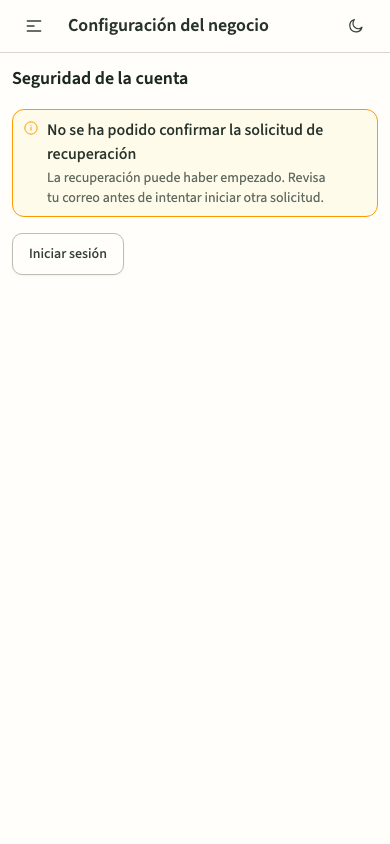 Configuración del negocio
Seguridad de la cuenta
No se ha podido confirmar la solicitud de
recuperación
La recuperación puede haber empezado. Revisa
tu correo antes de intentar iniciar otra solicitud.
Iniciar sesión